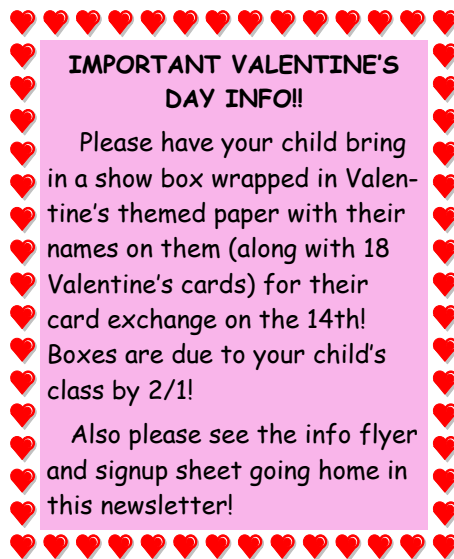 IMPORTANT VALENTINE'S
DAY INFO!!
Please have your child bring
in a show box wrapped in Valen-
tine's themed paper with their
names on them (along with 18
Valentine's cards) for their
card exchange on the 14th!
Boxes are due to your child's
class by 2/1!
Also please see the info flyer
and signup sheet going home in
this newsletter!